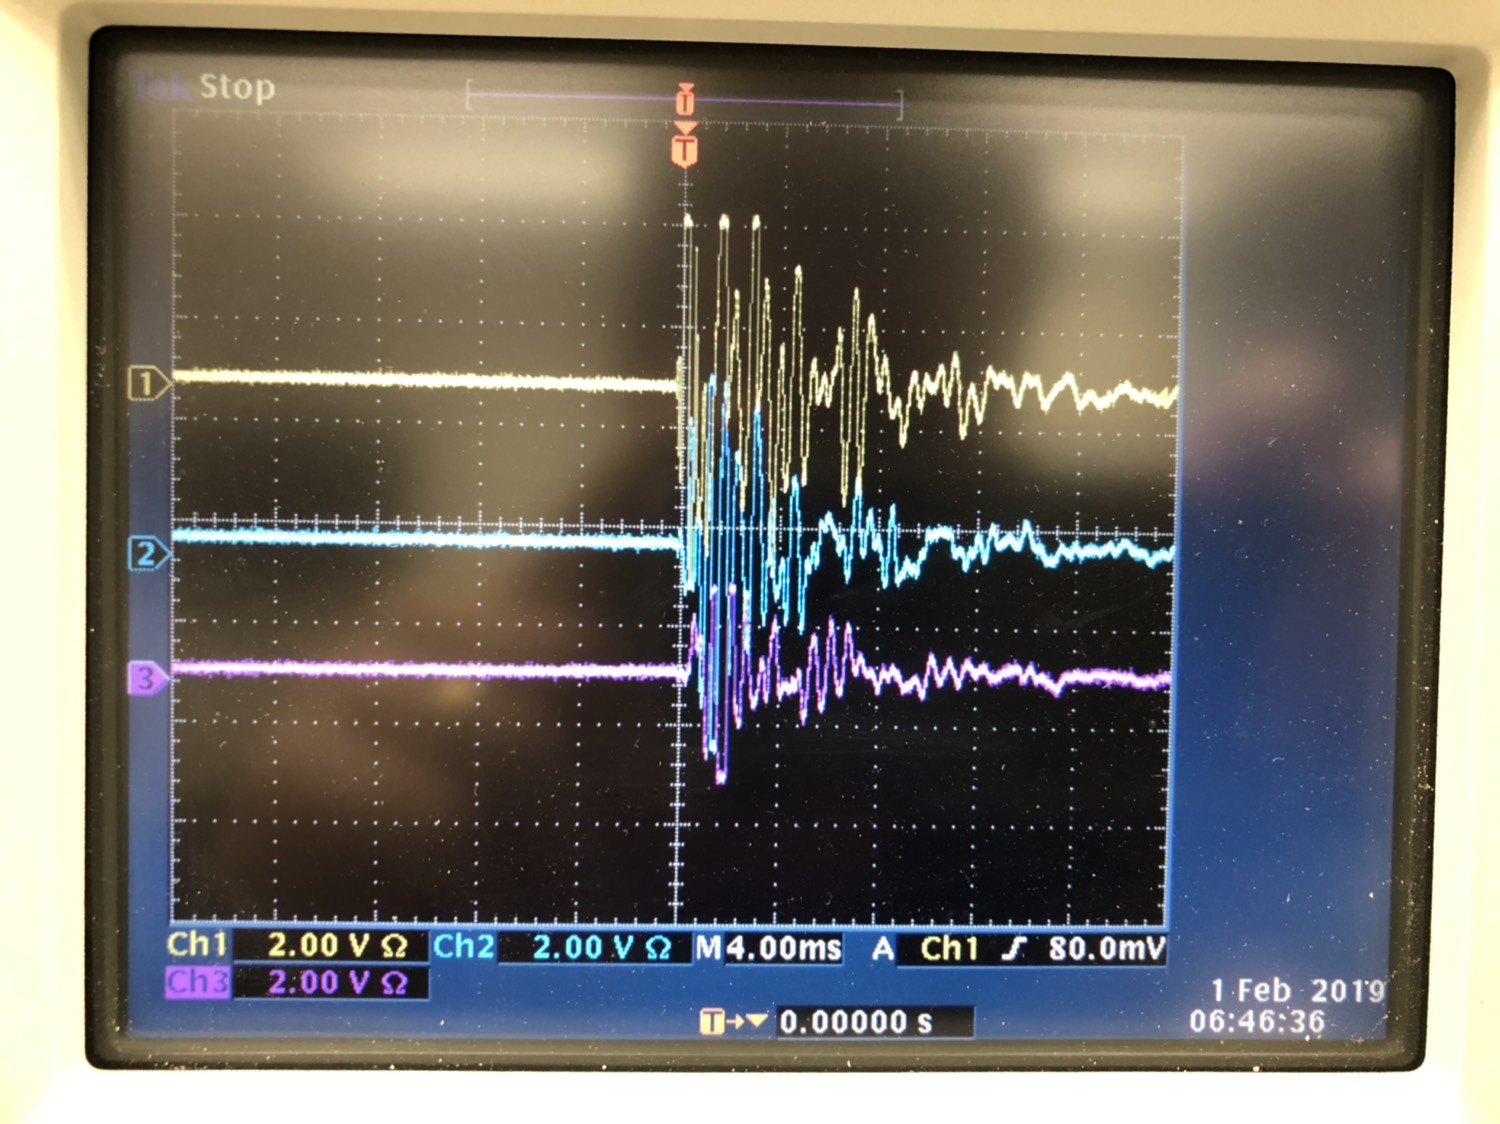 Tek Stop
T
T
1
2
3
Ch1 2.00 V Ω Ch2 2.00 V Ω M 4.00ms A Ch1 ʃ 80.0mV
Ch3 2.00 V Ω
1 Feb 2019
06:46:36
T→▼ 0.00000 s